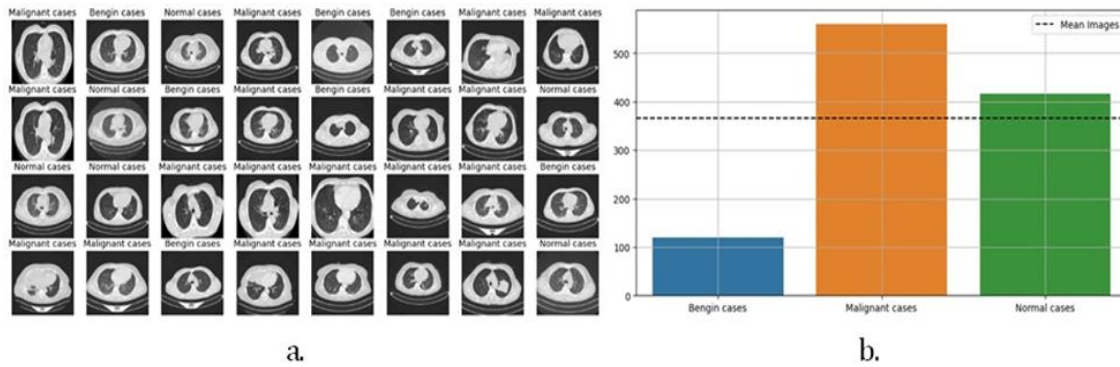 Malignant cases Bengin cases Normal cases Malignant cases Bengin cases Bengin cases Malignant cases Malignant cases
Malignant cases Normal cases Bengin cases Malignant cases Bengin cases Malignant cases Malignant cases Normal cases
Normal cases Normal cases Malignant cases Malignant cases Malignant cases Malignant cases Malignant cases Bengin cases
Malignant cases Malignant cases Bengin cases Malignant cases Malignant cases Malignant cases Malignant cases Normal cases
a.
Mean Images
500
400
300
200
100
0
Bengin cases Malignant cases Normal cases
b.